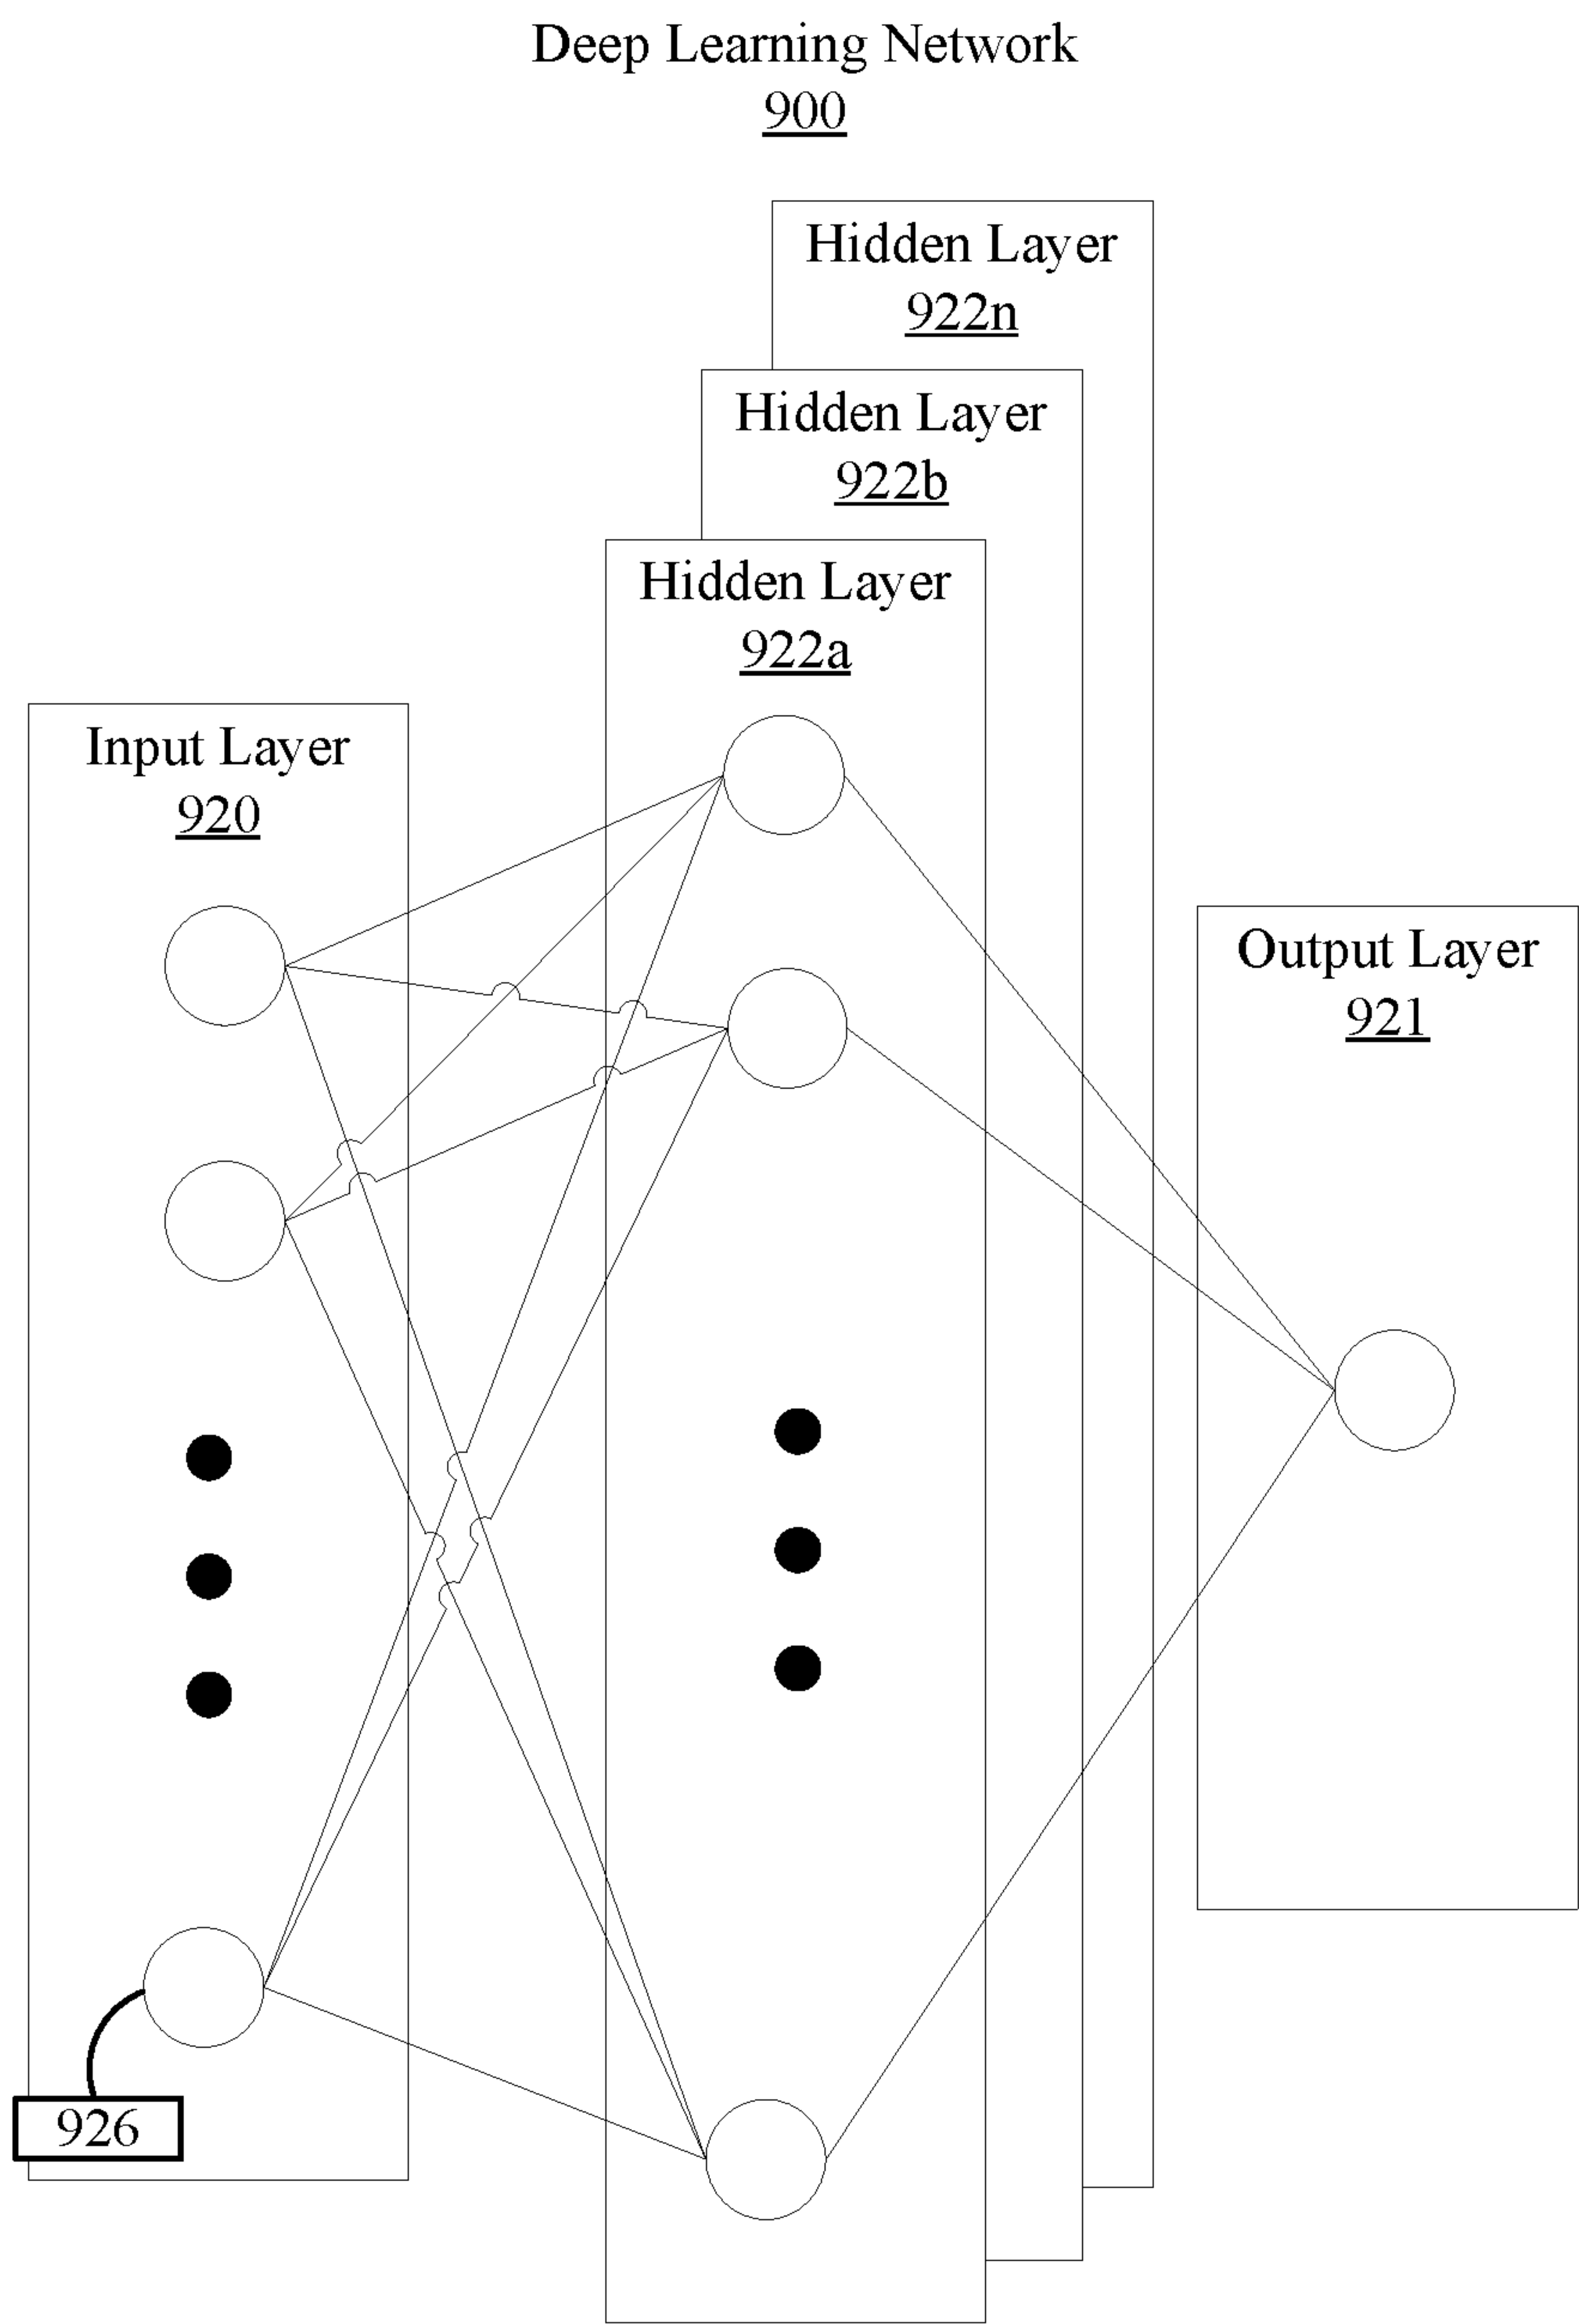 Deep Learning Network
900
Hidden Layer
922n
Hidden Layer
922b
Hidden Layer
922a
Input Layer
920
Output Layer
921
926